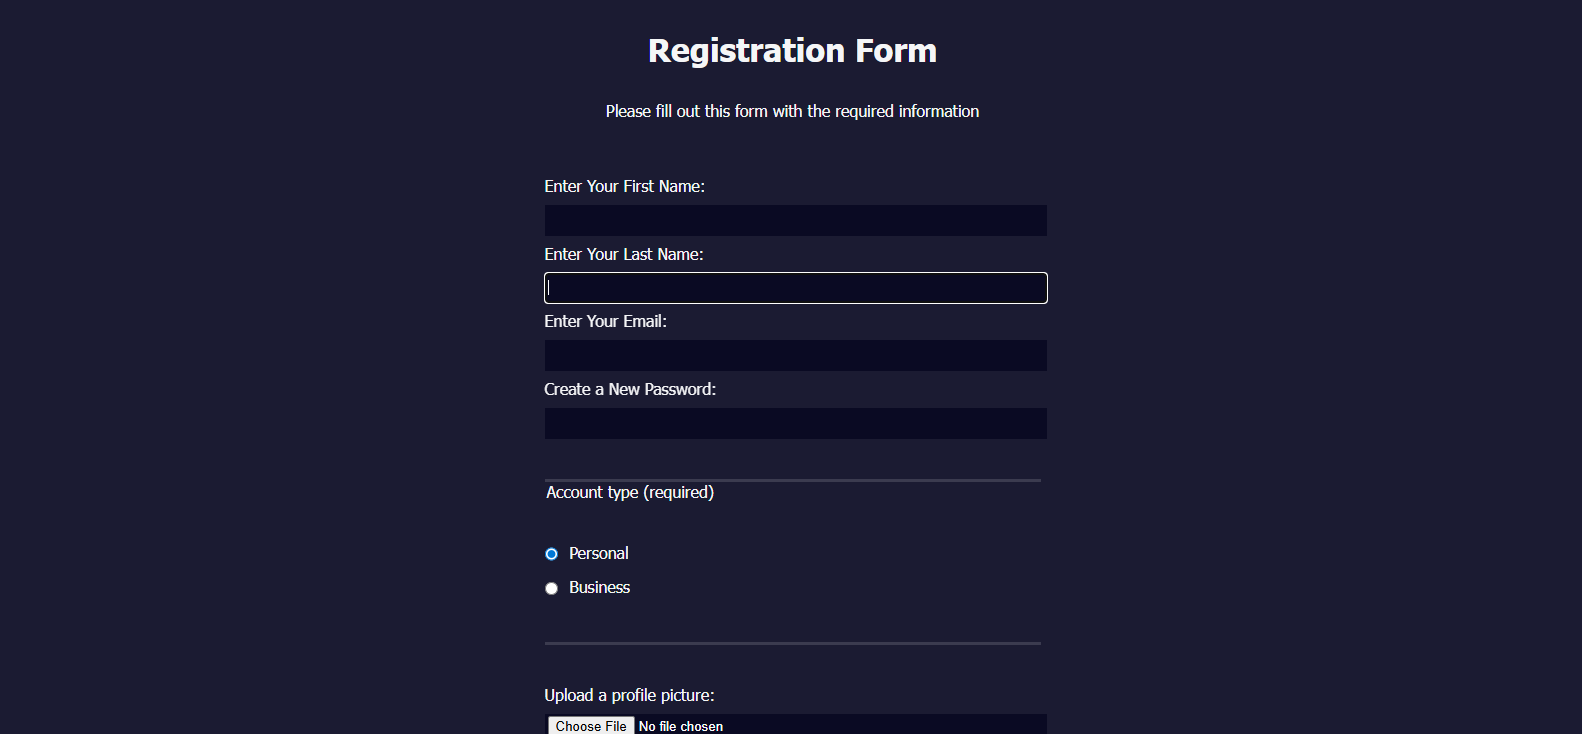 Registration Form
Please fill out this form with the required information
Enter Your First Name:
Enter Your Last Name:
Enter Your Email:
Create a New Password:
Account type (required)
Personal
Business
Upload a profile picture:
Choose File No file chosen